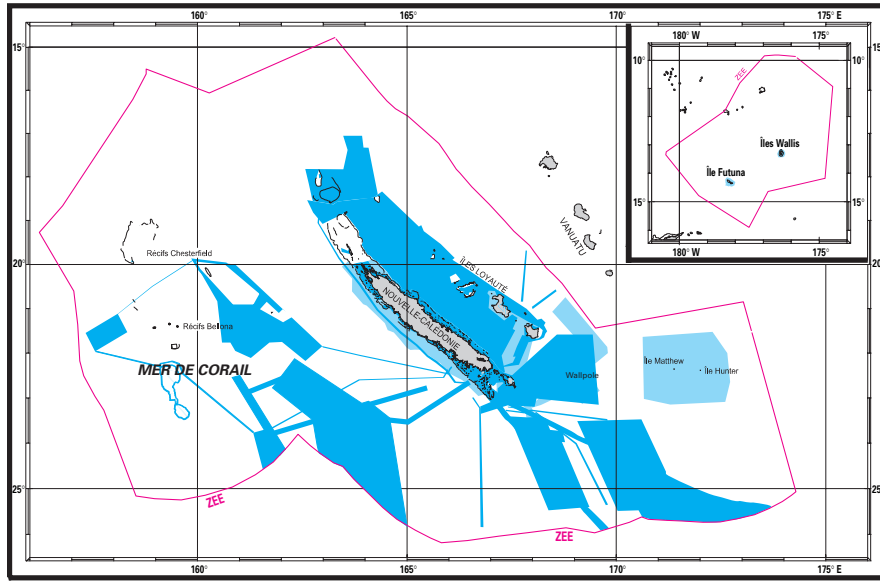 160°
165°
170°
175° E
15°
20°
25°
160°
165°
170°
175° E
180° W
175°
10°
15°
180° W
175°
ZEE
Îles Wallis
Île Futuna
VANUATU
Récifs Chesterfield
ÎLES LOYAUTÉ
NOUVELLE-CALÉDONIE
Récifs Bellona
MER DE CORAIL
Île Matthew
Île Hunter
Walpole
ZEE
ZEE